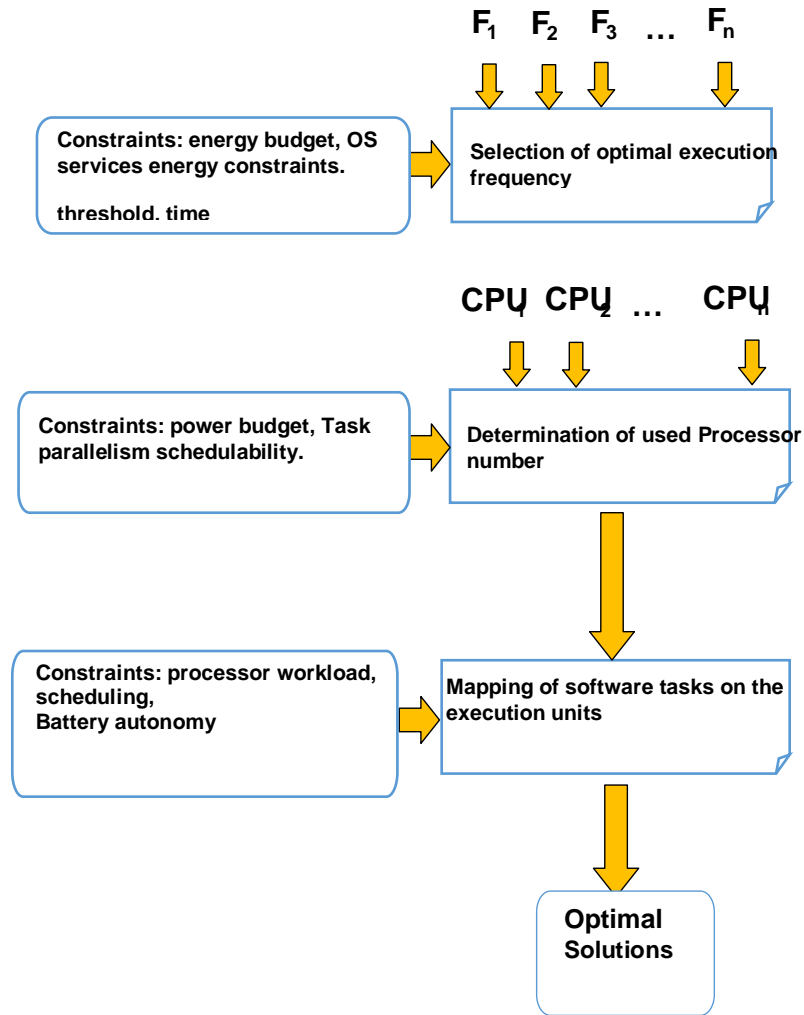 F1 F2 F3 … Fn
Constraints: energy budget, OS
services energy constraints.
threshold, time
Selection of optimal execution
frequency
CPU1 CPU2 … CPUn
Constraints: power budget, Task
parallelism schedulability.
Determination of used Processor
number
Constraints: processor workload,
scheduling,
Battery autonomy
Mapping of software tasks on the
execution units
Optimal
Solutions